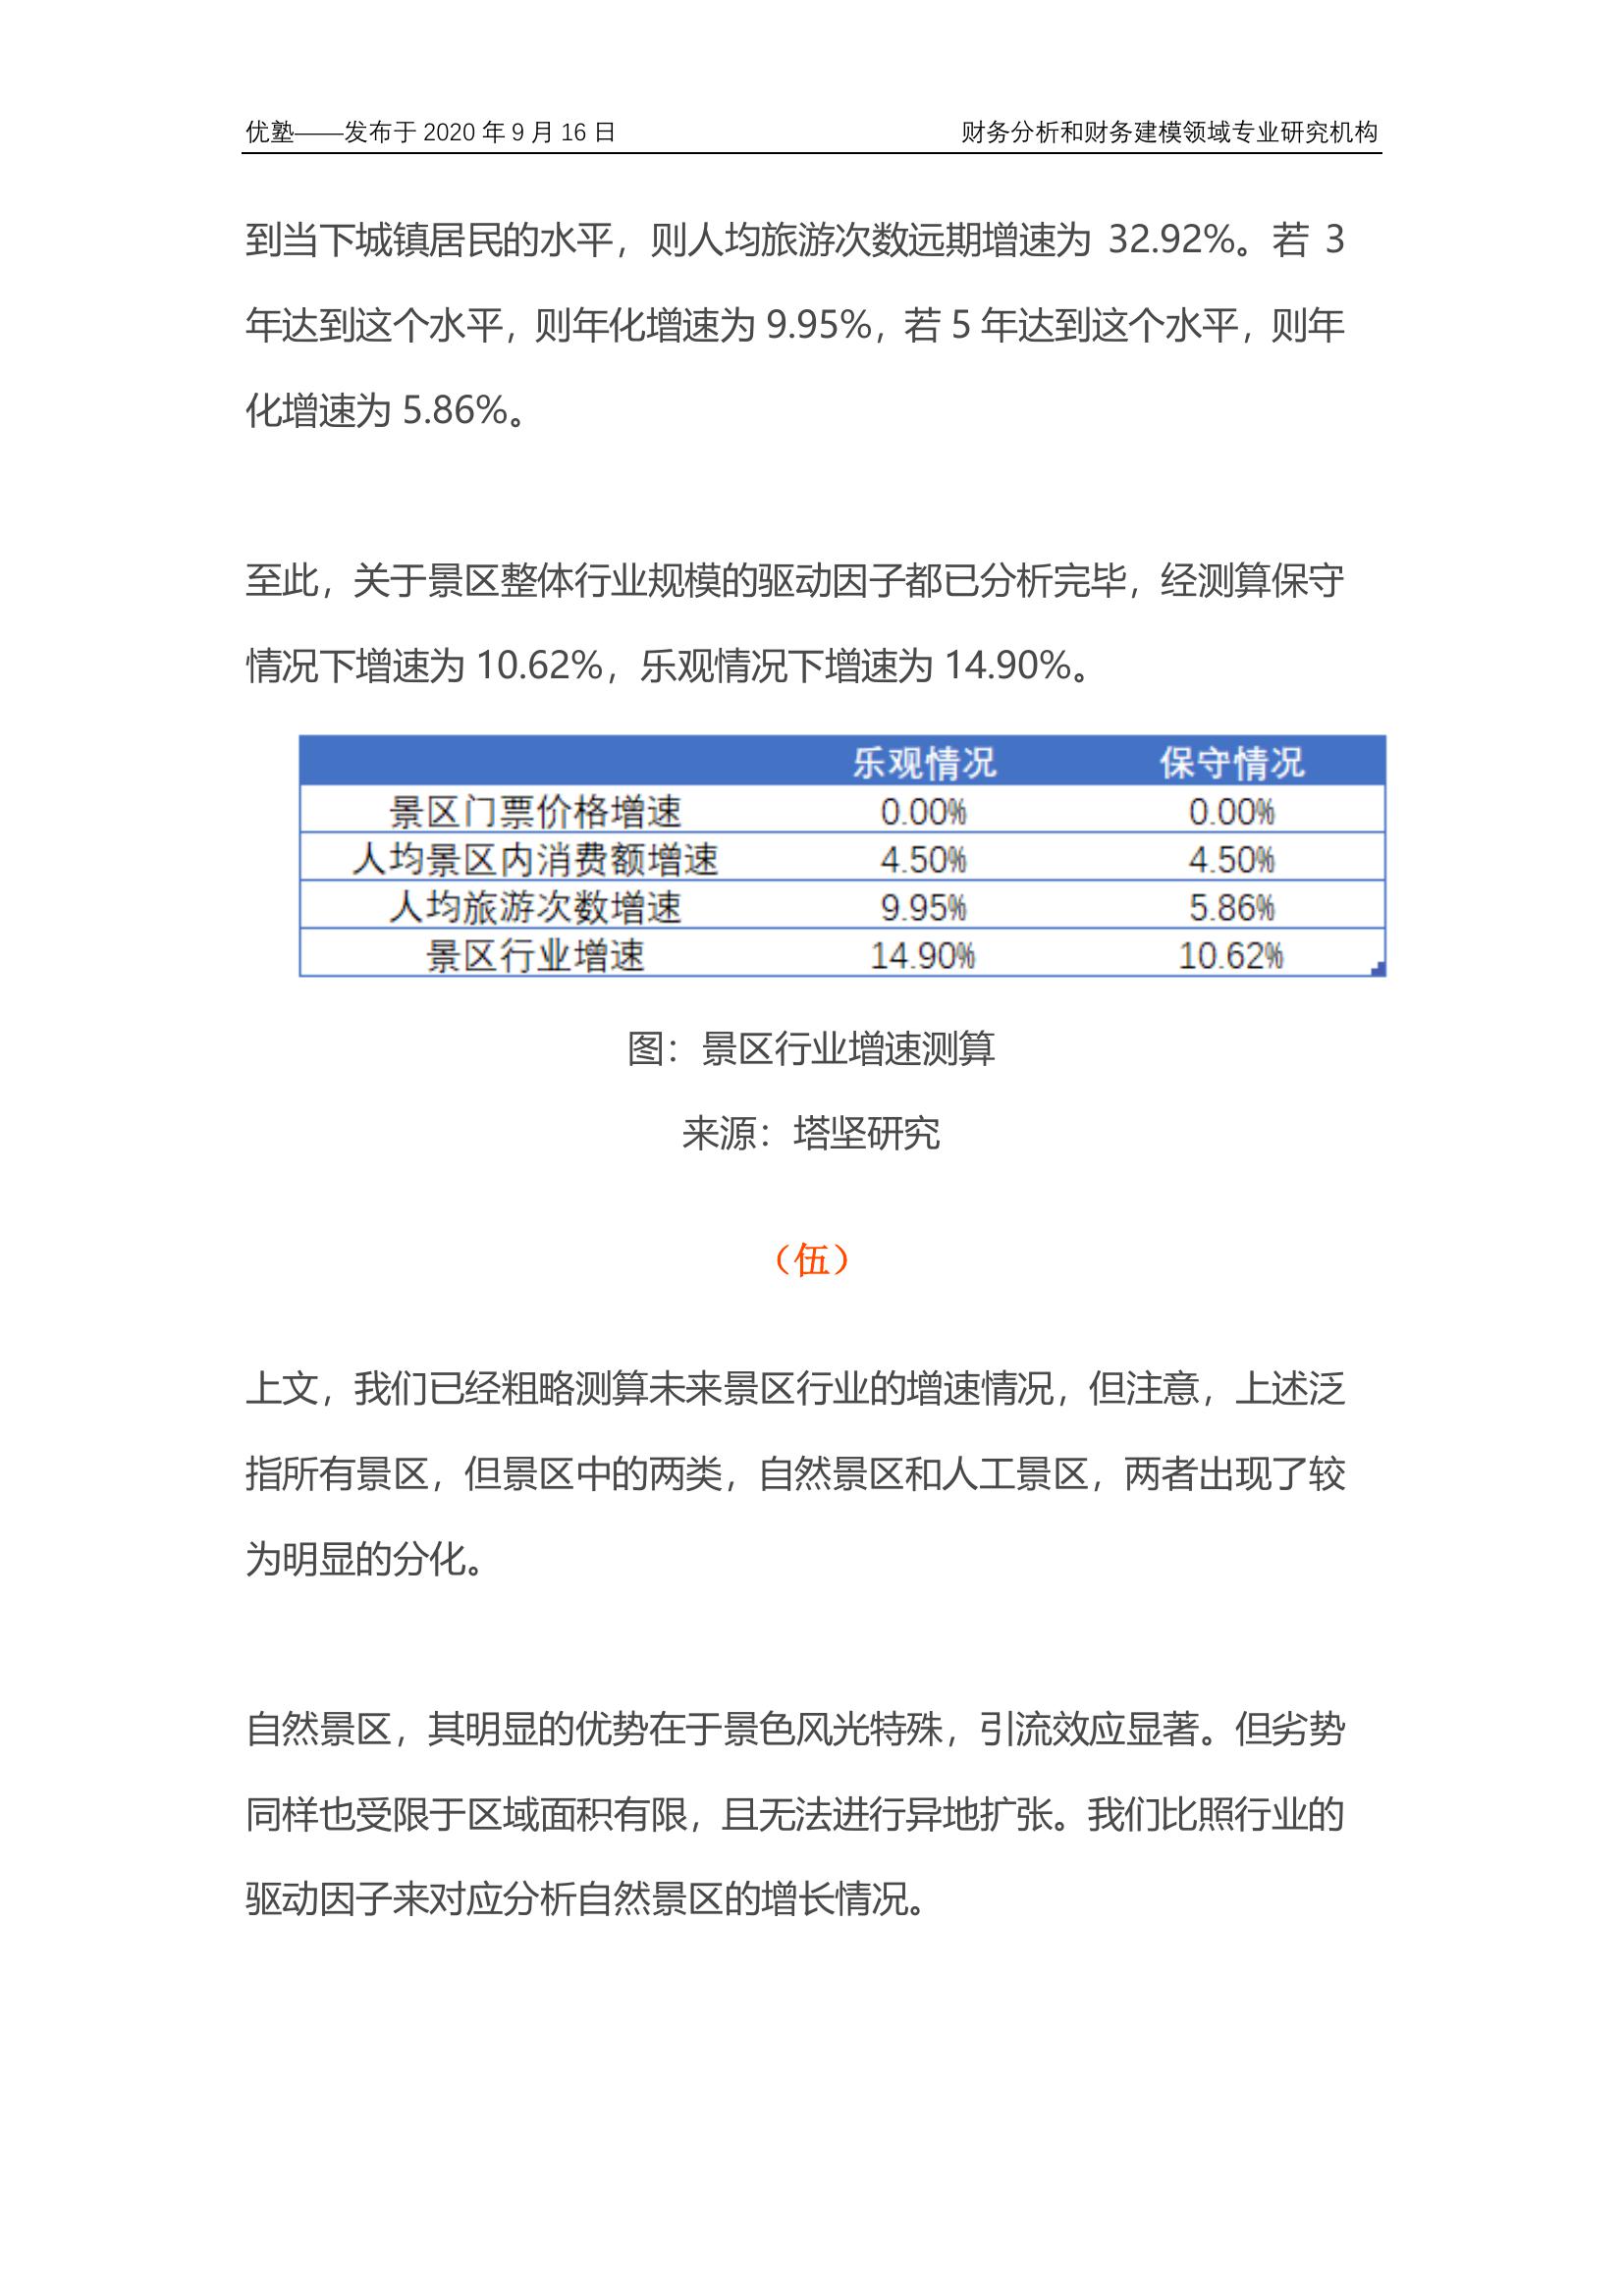 优塾——发布于 2020 年 9 月 16 日 财务分析和财务建模领域专业研究机构
到当下城镇居民的水平，则人均旅游次数远期增速为 32.92%。若 3
年达到这个水平，则年化增速为 9.95%，若 5 年达到这个水平，则年
化增速为 5.86%。
至此，关于景区整体行业规模的驱动因子都已分析完毕，经测算保守
情况下增速为 10.62%，乐观情况下增速为 14.90%。
乐观情况 保守情况
景区门票价格增速 0.00% 0.00%
人均景区内消费额增速 4.50% 4.50%
人均旅游次数增速 9.95% 5.86%
景区行业增速 14.90% 10.62%
图：景区行业增速测算
来源：塔坚研究
（伍）
上文，我们已经粗略测算未来景区行业的增速情况，但注意，上述泛
指所有景区，但景区中的两类，自然景区和人工景区，两者出现了较
为明显的分化。
自然景区，其明显的优势在于景色风光特殊，引流效应显著。但劣势
同样也受限于区域面积有限，且无法进行异地扩张。我们比照行业的
驱动因子来对应分析自然景区的增长情况。